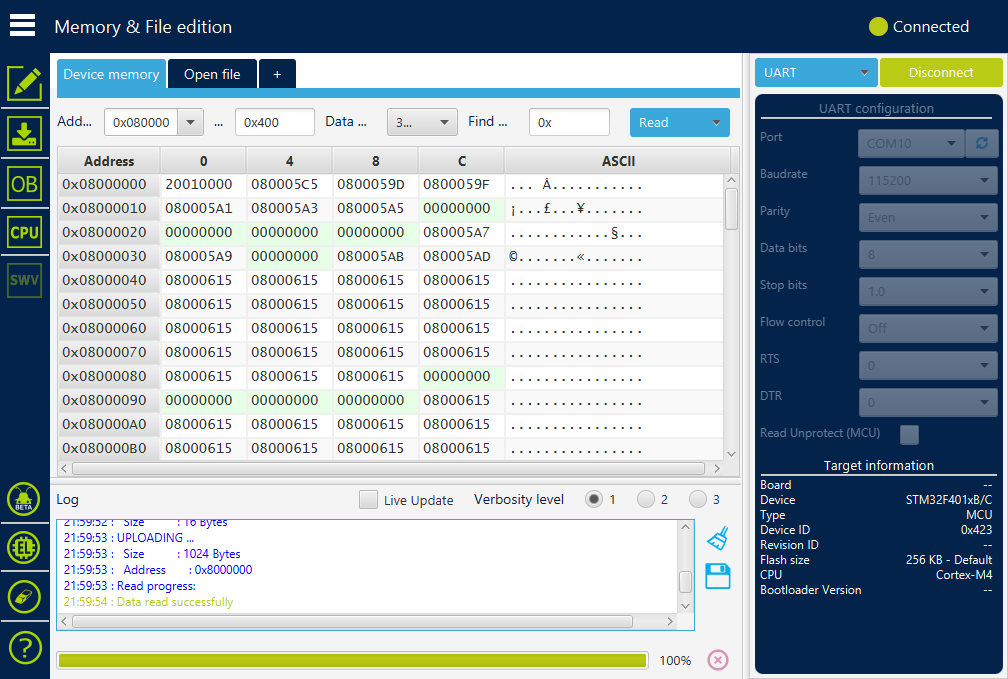 Memory & File edition
Connected
Device memory
Open file
+
UART
Disconnect
Add...
0x080000
...
0x400
Data ...
3...
Find ...
0x
Read
Address 0 4 8 C ASCII
0x08000000 20010000 080005C5 0800059D 0800059F ... Å...........
0x08000010 080005A1 080005A3 080005A5 00000000 ¡...£...¥.......
0x08000020 00000000 00000000 00000000 080005A7 ............§...
0x08000030 080005A9 00000000 080005AB 080005AD ©.......«.......
0x08000040 08000615 08000615 08000615 08000615 ................
0x08000050 08000615 08000615 08000615 08000615 ................
0x08000060 08000615 08000615 08000615 08000615 ................
0x08000070 08000615 08000615 08000615 08000615 ................
0x08000080 08000615 08000615 08000615 00000000 ................
0x08000090 00000000 00000000 00000000 08000615 ................
0x080000A0 08000615 08000615 08000615 08000615 ................
0x080000B0 08000615 08000615 08000615 08000615 ................
OB
CPU
SWV
BETA
EL
?
Log
Live Update
Verbosity level
1
2
3
21:59:52 : Size : 16 Bytes
21:59:53 : UPLOADING ...
21:59:53 : Size : 1024 Bytes
21:59:53 : Address : 0x8000000
21:59:53 : Read progress:
21:59:54 : Data read successfully
100%
UART configuration
Port COM10
Baudrate 115200
Parity Even
Data bits 8
Stop bits 1.0
Flow control Off
RTS 0
DTR 0
Read Unprotect (MCU)
Target information
Board --
Device STM32F401xB/C
Type MCU
Device ID 0x423
Revision ID --
Flash size 256 KB - Default
CPU Cortex-M4
Bootloader Version --